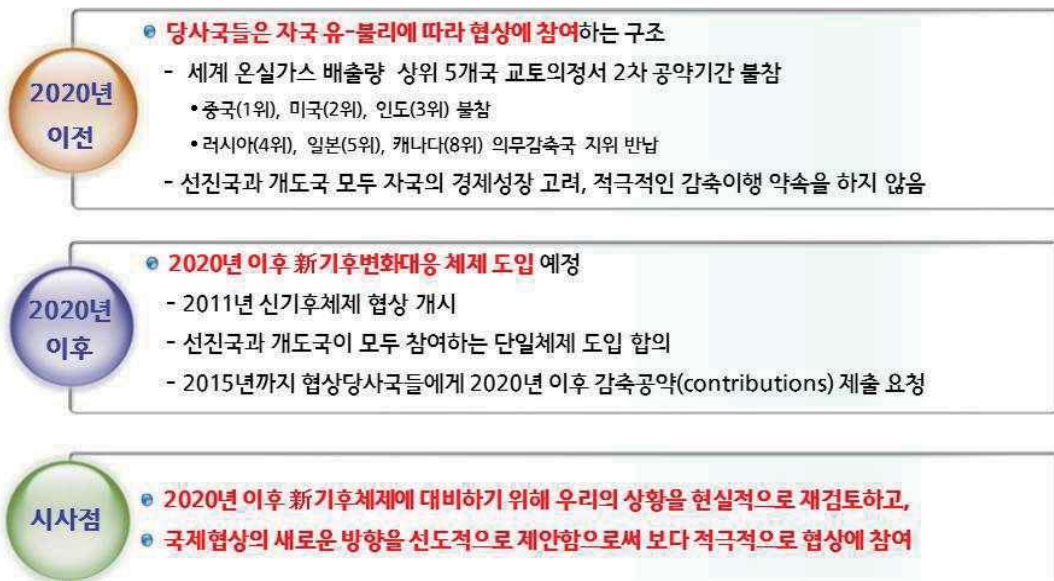 2020년
이전
당사국들은 자국 유-불리에 따라 협상에 참여하는 구조
- 세계 온실가스 배출량 상위 5개국 교토의정서 2차 공약기간 불참
• 중국(1위), 미국(2위), 인도(3위) 불참
• 러시아(4위), 일본(5위), 캐나다(8위) 의무감축국 지위 반납
- 선진국과 개도국 모두 자국의 경제성장 고려, 적극적인 감축이행 약속을 하지 않음
2020년
이후
2020년 이후 新기후변화대응 체제 도입 예정
- 2011년 신기후체제 협상 개시
- 선진국과 개도국이 모두 참여하는 단일체제 도입 합의
- 2015년까지 협상당사국들에게 2020년 이후 감축공약(contributions) 제출 요청
시사점
2020년 이후 新기후체제에 대비하기 위해 우리의 상황을 현실적으로 재검토하고,
국제협상의 새로운 방향을 선도적으로 제안함으로써 보다 적극적으로 협상에 참여